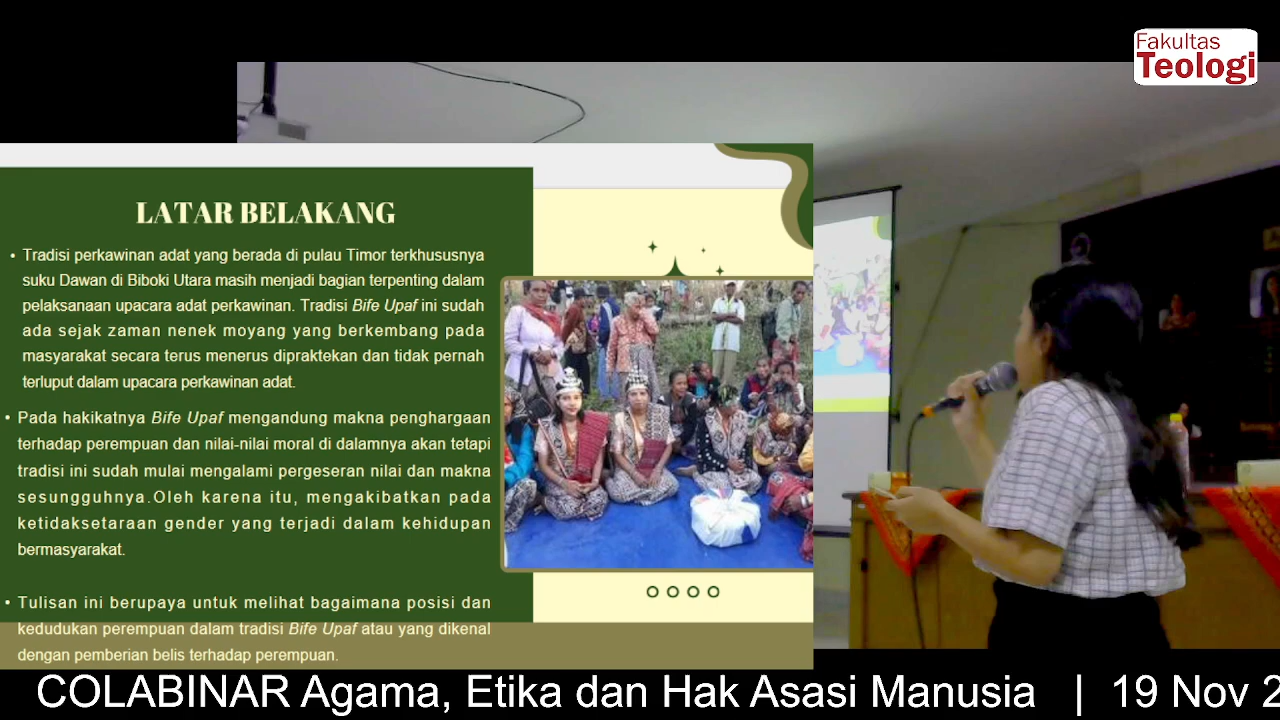 Fakultas
Teologi
LATAR BELAKANG
• Tradisi perkawinan adat yang berada di pulau Timor terkhususnya
suku Dawan di Biboki Utara masih menjadi bagian terpenting dalam
pelaksanaan upacara adat perkawinan. Tradisi Bife Upaf ini sudah
ada sejak zaman nenek moyang yang berkembang pada
masyarakat secara terus menerus dipraktekan dan tidak pernah
terluput dalam upacara perkawinan adat.
• Pada hakikatnya Bife Upaf mengandung makna penghargaan
terhadap perempuan dan nilai-nilai moral di dalamnya akan tetapi
tradisi ini sudah mulai mengalami pergeseran nilai dan makna
sesungguhnya.Oleh karena itu, mengakibatkan pada
ketidaksetaraan gender yang terjadi dalam kehidupan
bermasyarakat.
• Tulisan ini berupaya untuk melihat bagaimana posisi dan
kedudukan perempuan dalam tradisi Bife Upaf atau yang dikenal
dengan pemberian belis terhadap perempuan.
COLABINAR Agama, Etika dan Hak Asasi Manusia | 19 Nov 2